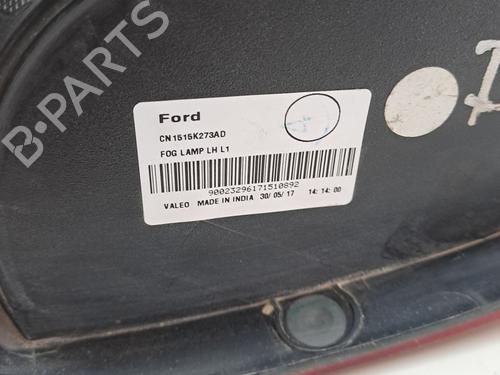 B-PARTS
Ford
CN1515K273AD
FOG LAMP LH L1
90023296171510892
VALEO MADE IN INDIA 30/05/17 14:14:00